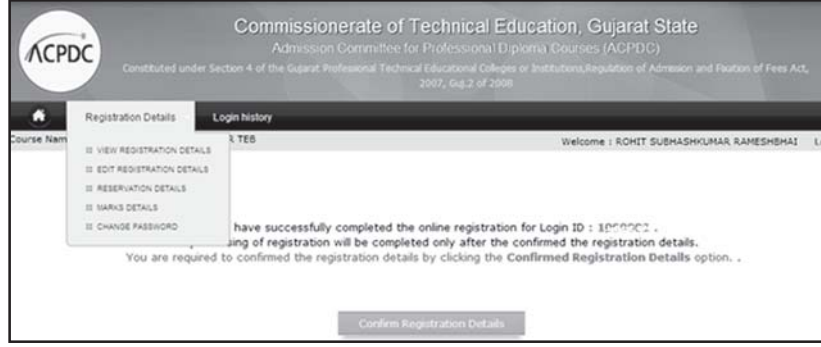 Commissionerate of Technical Education, Gujarat State
ACPDC
Admission Committee for Professional Diploma Courses (ACPDC)
Constituted under Section 4 of the Gujarat Professional Technical Educational Colleges or Institutions,Regulation of Admission and Fixation of Fees Act,
2007, Guj.2 of 2008
Registration Details Login history
Course Nam R TEB Welcome : ROHIT SUBHASHKUMAR RAMESHBHAI
VIEW REGISTRATION DETAILS
EDIT REGISTRATION DETAILS
RESERVATION DETAILS
MARKS DETAILS
CHANGE PASSWORD
have successfully completed the online registration for Login ID :
ing of registration will be completed only after the confirmed the registration details.
You are required to confirmed the registration details by clicking the Confirmed Registration Details option. .
Confirm Registration Details